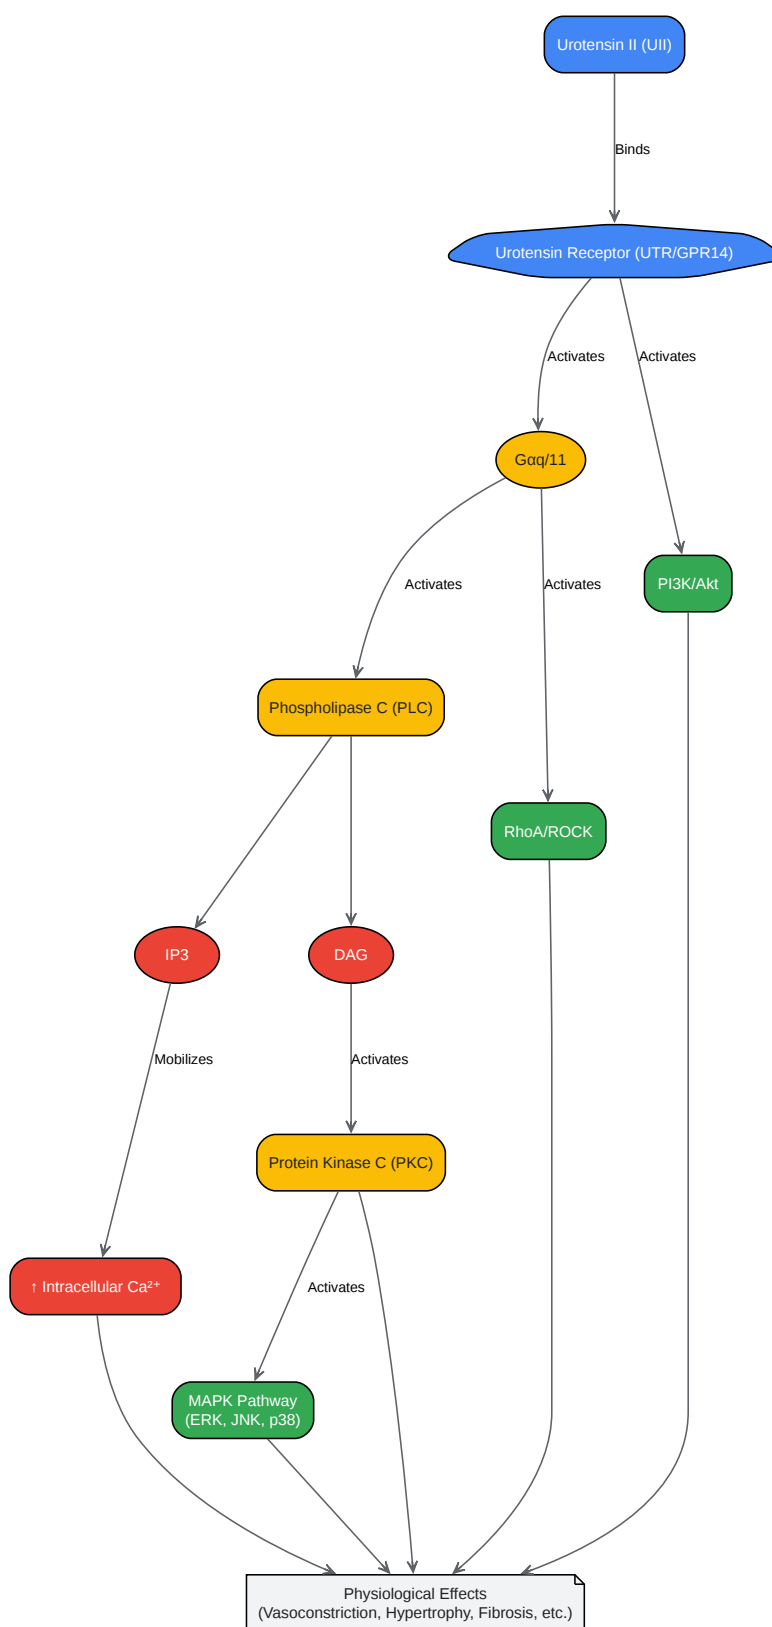 Urotensin II (UII)
Binds
Urotensin Receptor (UTR/GPR14)
Activates
Activates
Gαq/11
Activates
Activates
PI3K/Akt
Phospholipase C (PLC)
RhoA/ROCK
IP3
DAG
Mobilizes
Activates
Protein Kinase C (PKC)
↑ Intracellular Ca²⁺
Activates
MAPK Pathway
(ERK, JNK, p38)
Physiological Effects
(Vasoconstriction, Hypertrophy, Fibrosis, etc.)